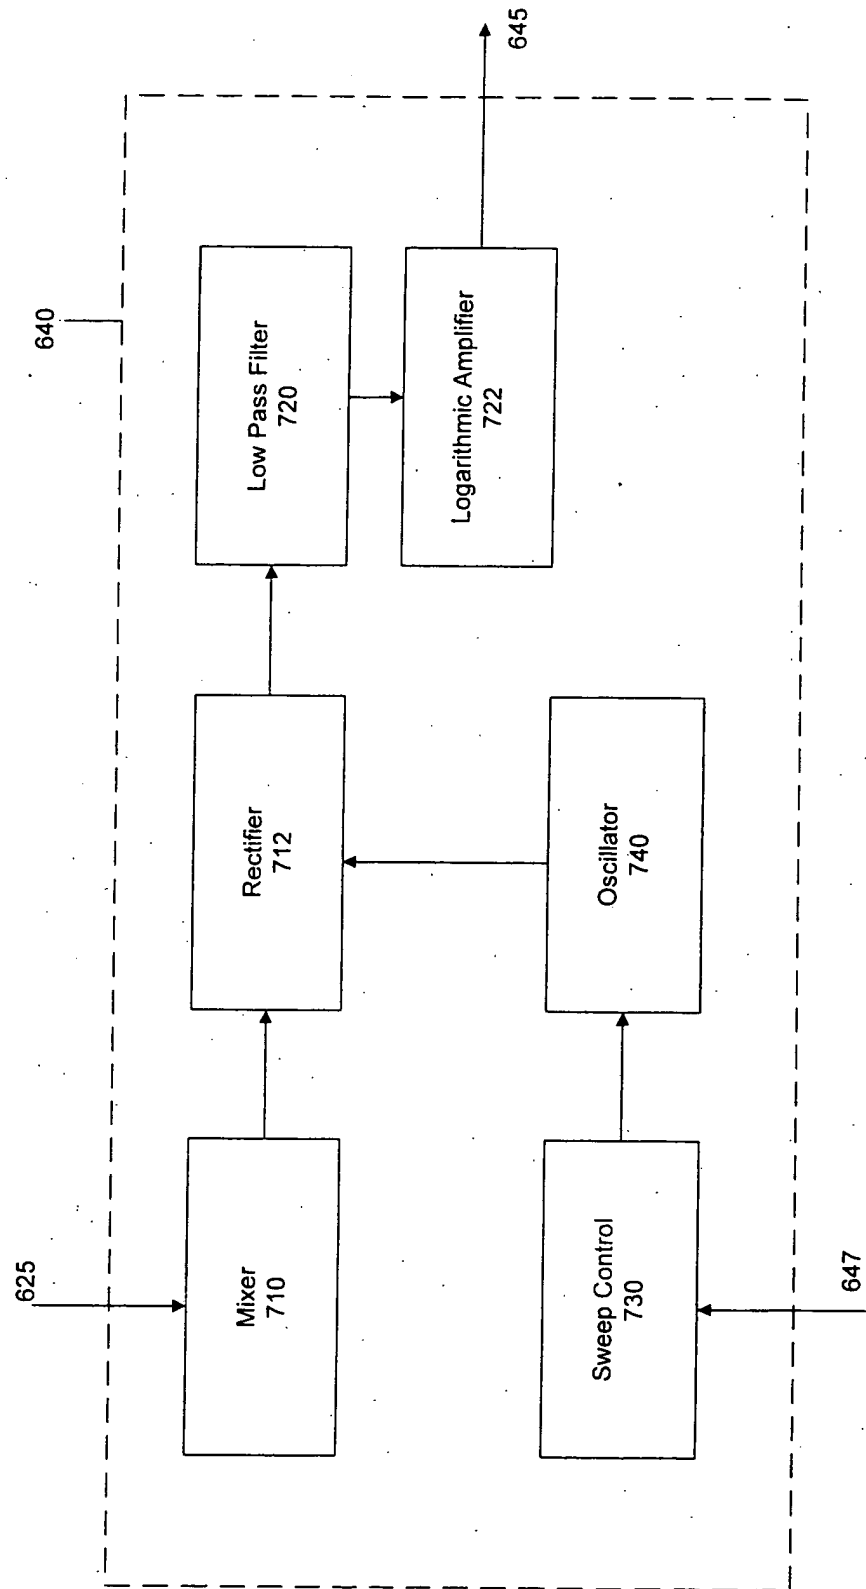 640
625
Mixer
710
Rectifier
712
Low Pass Filter
720
Logarithmic Amplifier
722
645
Sweep Control
730
Oscillator
740
647